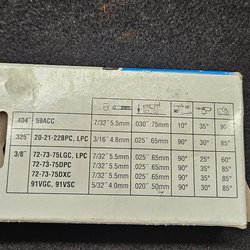 .404" 59ACC 7/32" 5.5mm .030" .75mm 10° 35° 90°
.325" 20-21-22BPC, LPC 3/16" 4.8mm .025" .65mm 90° 30° 85°
3/8" 72-73-75LGC, LPC 7/32" 5.5mm .025" .65mm 90° 25° 60°
72-73-75DPC 7/32" 5.5mm .025" .65mm 90° 35° 85°
72-73-75DXC 7/32" 5.5mm .025" .65mm 90° 35° 85°
91VGC, 91VSC 5/32" 4.0mm .020" .50mm 90° 30° 85°